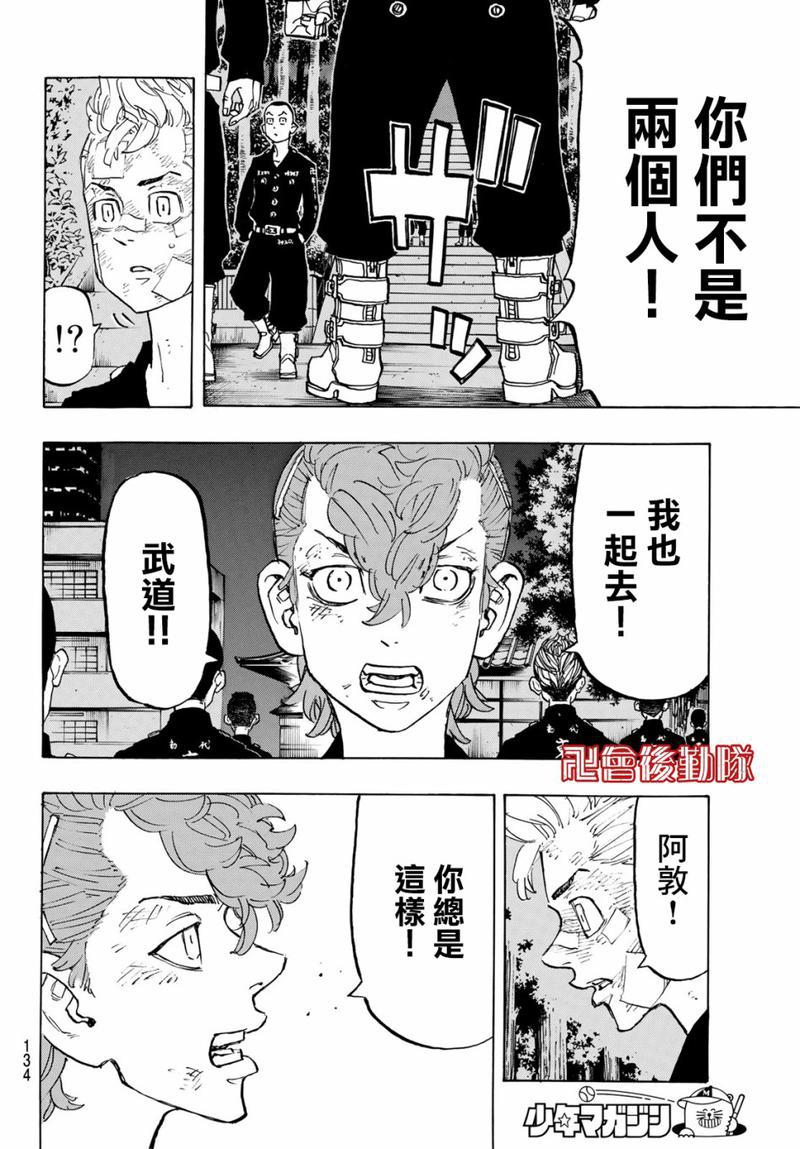 你們不是
兩個人！
ザッ
!?
我也
一起去！
武道!!
卍會後勤隊
阿敦！
你總是
這樣！
134
少年マガジン